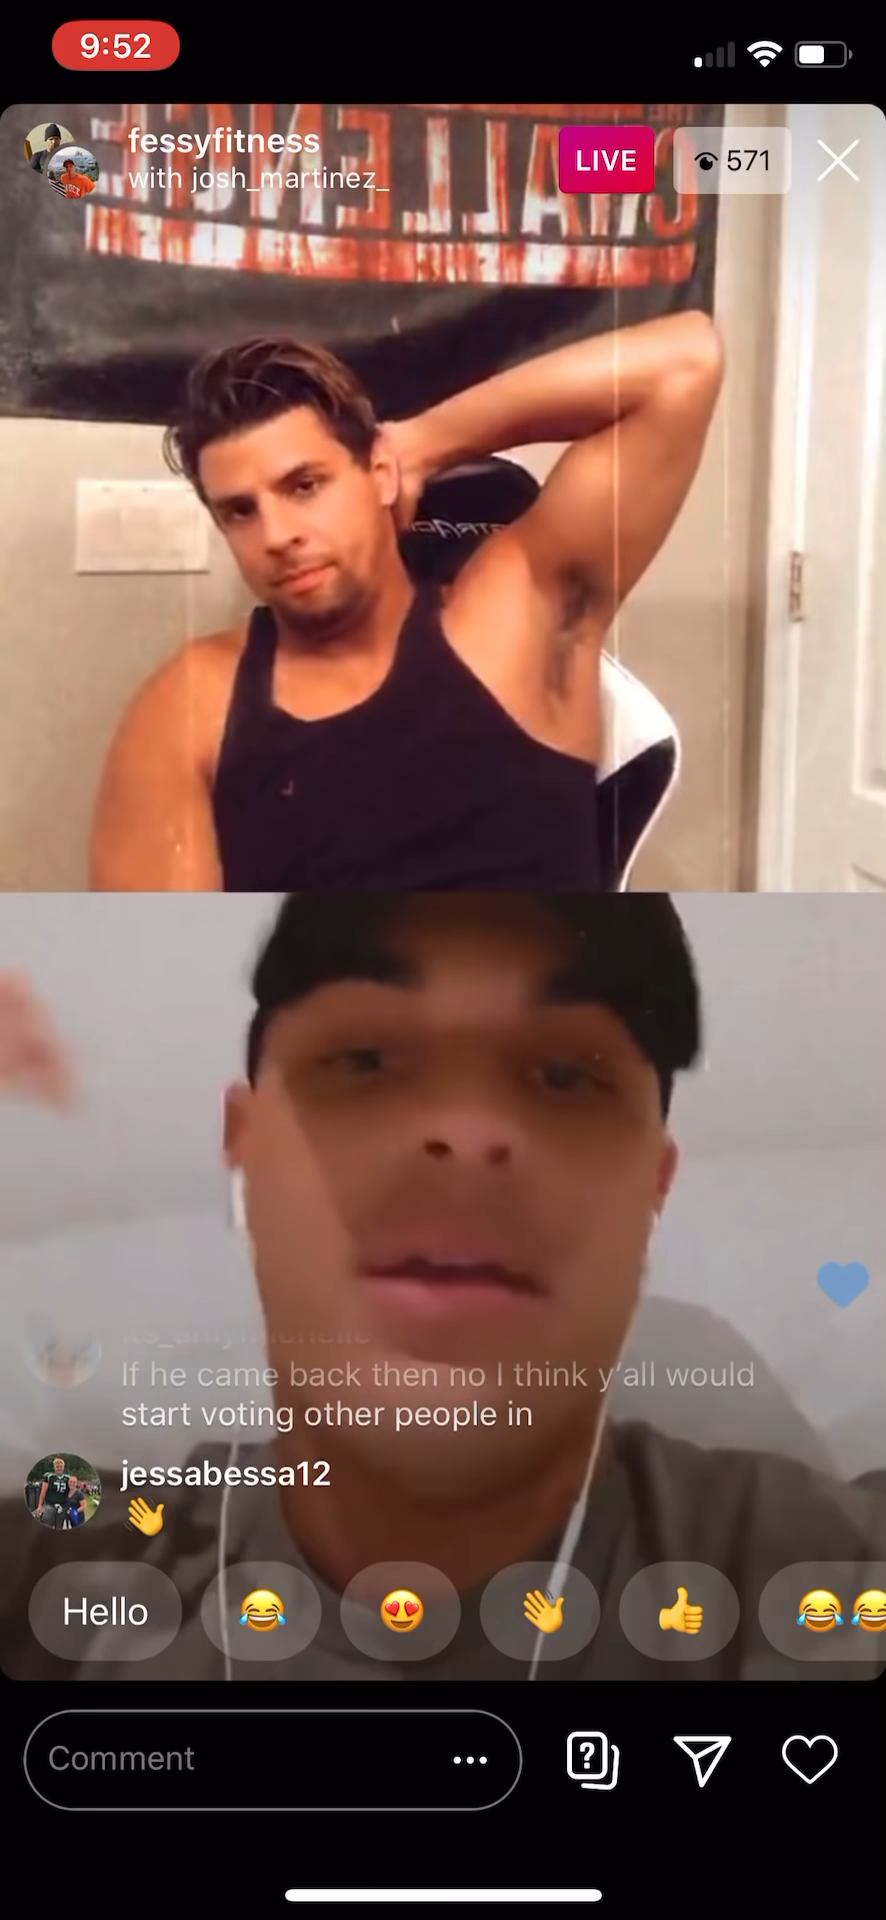 9:52
fessyfitness
with josh_martinez_
LIVE
571
CHALLENGE
If he came back then no I think y'all would
start voting other people in
jessabessa12
👋
Hello
😂
😍
👋
👍
😂😂
Comment